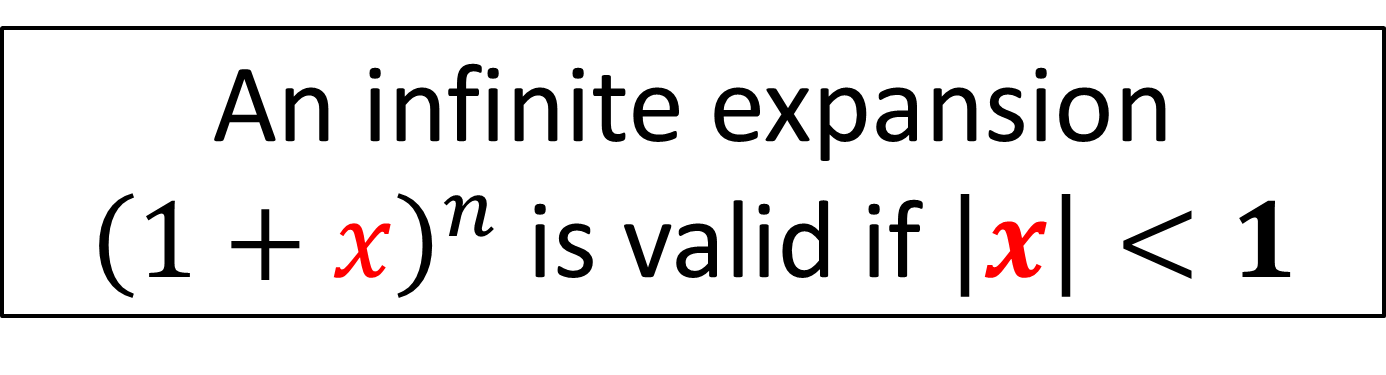 An infinite expansion
(1 + x)ⁿ is valid if |x| < 1